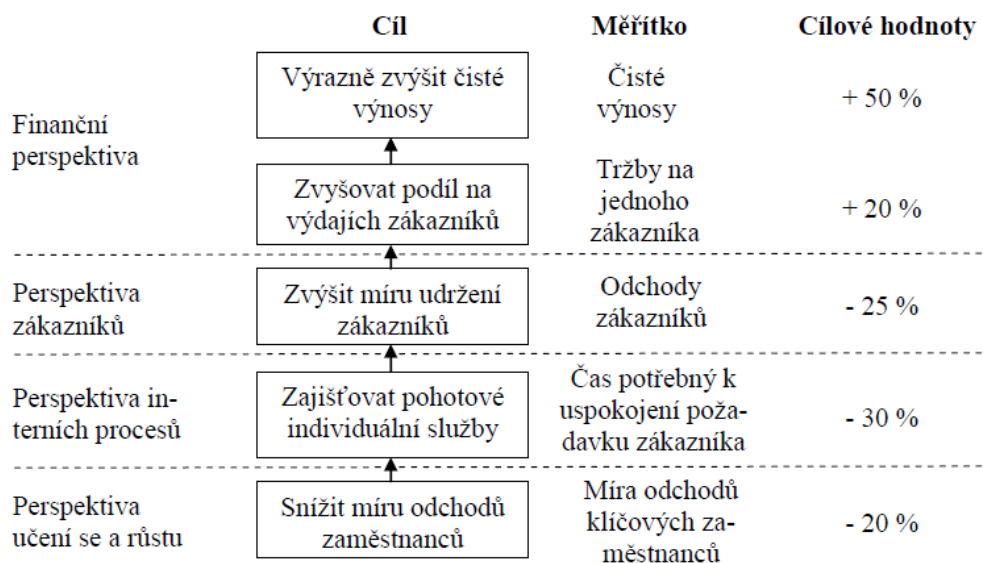 Cíl Měřítko Cílové hodnoty
Finanční
perspektiva
Výrazně zvýšit čisté
výnosy
Čisté
výnosy
+ 50 %
Zvyšovat podíl na
výdajích zákazníků
Tržby na
jednoho
zákazníka
+ 20 %
Perspektiva
zákazníků
Zvýšit míru udržení
zákazníků
Odchody
zákazníků
- 25 %
Perspektiva in-
terních procesů
Zajišťovat pohotové
individuální služby
Čas potřebný k
uspokojení poža-
davku zákazníka
- 30 %
Perspektiva
učení se a růstu
Snížit míru odchodů
zaměstnanců
Míra odchodů
klíčových za-
městnanců
- 20 %